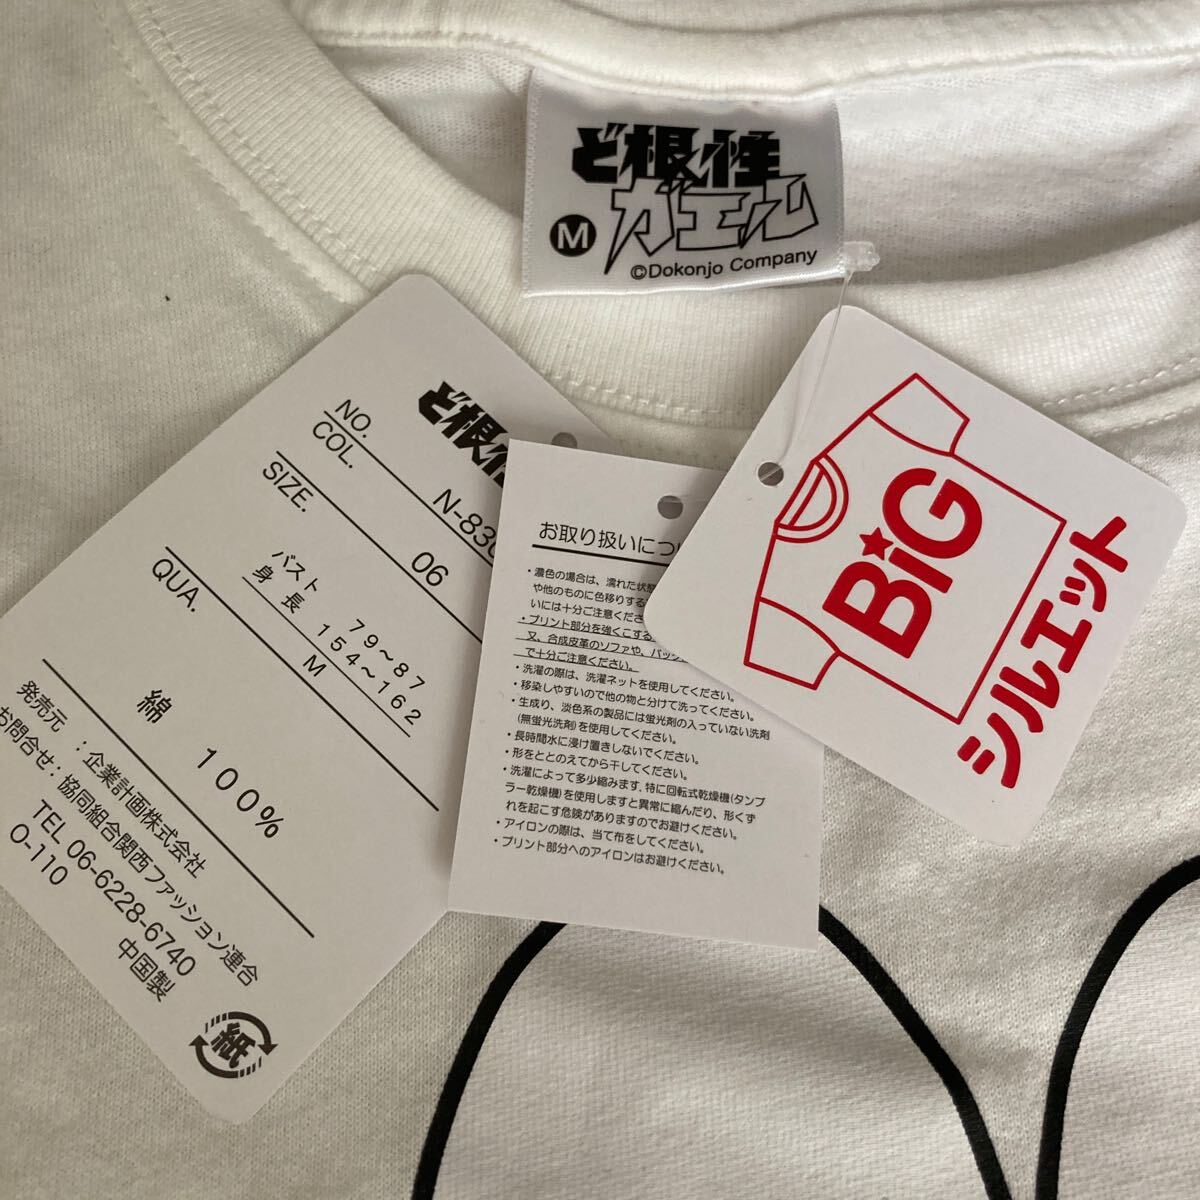 ど根性
ガエル
M
©Dokonjo Company
ど根性
NO.
N-830
COL.
06
SIZE.
バスト 79~87
身長 154~162
M
QUA.
綿 100%
発売元 : 企業計画株式会社
お問合せ : 協同組合関西ファッション連合
TEL 06-6228-6740
O-110
中国製
紙
お取り扱いについ
・濃色の場合は、濡れた状態
や他のものに色移りする
いには十分ご注意くださ
・プリント部分を強くこする
又、合成皮革のソファや、バッグ
で十分ご注意ください。
・洗濯の際は、洗濯ネットを使用してください。
・移染しやすいので他の物と分けて洗ってください。
・生成り、淡色系の製品には蛍光剤の入っていない洗剤
(無蛍光洗剤)を使用してください。
・長時間水に浸け置きしないでください。
・形をととのえてから干してください。
・洗濯によって多少縮みます,特に回転式乾燥機(タンブ
ラー乾燥機)を使用しますと異常に縮んだり、形くず
れを起こす危険がありますのでお避けください。
・アイロンの際は、当て布をしてください。
・プリント部分へのアイロンはお避けください。
BiG
シルエット